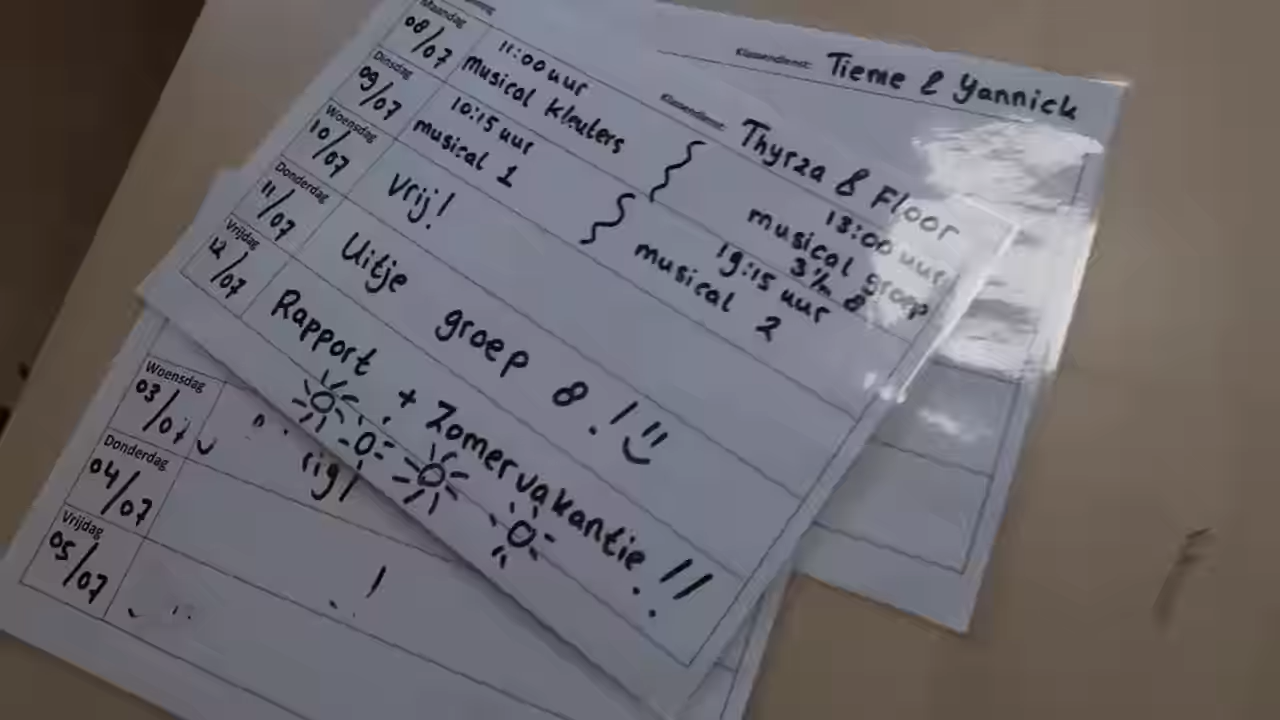 Klassendienst: Tieme & Yannick
Klassendienst: Thyrza & Floor
Maandag
08/07
11:00 uur
musical kleuters
13:00 uur
musical groep
3 t/m 8
Dinsdag
09/07
10:15 uur
musical 1
19:15 uur
musical 2
Woensdag
10/07
Vrij!
Donderdag
11/07
Uitje groep 8!
Vrijdag
12/07
Rapport + Zomervakantie!!
Woensdag
03/07
Donderdag
04/07
Vrijdag
05/07